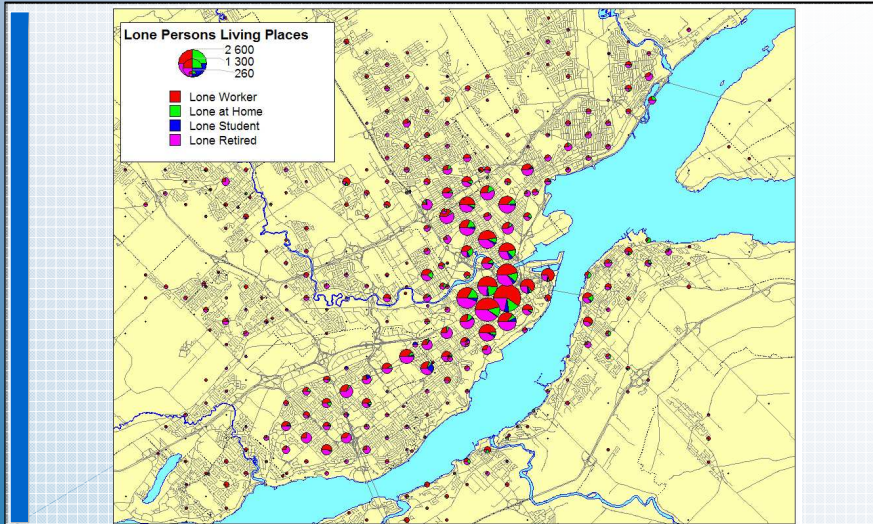 Lone Persons Living Places
2 600
1 300
260
Lone Worker
Lone at Home
Lone Student
Lone Retired